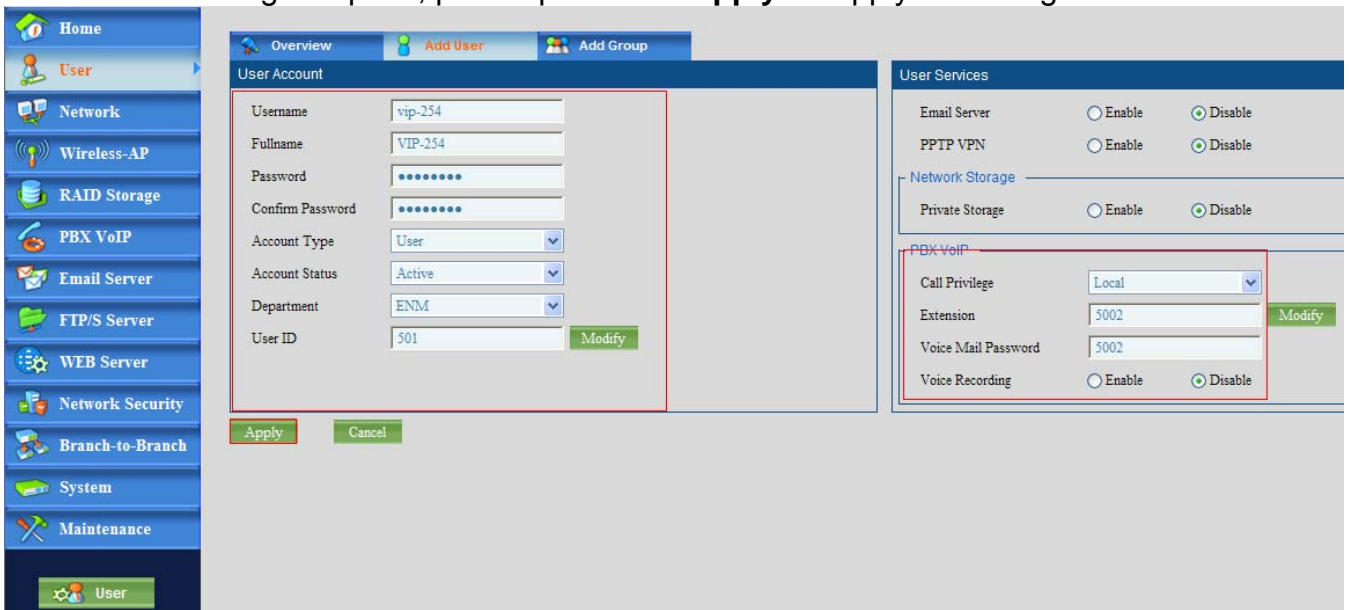 Home
User
Network
Wireless-AP
RAID Storage
PBX VoIP
Email Server
FTP/S Server
WEB Server
Network Security
Branch-to-Branch
System
Maintenance
User
Overview Add User Add Group
User Account
Username vip-254
Fullname VIP-254
Password ●●●●●●●●
Confirm Password ●●●●●●●●
Account Type User
Account Status Active
Department ENM
User ID 501 Modify
Apply Cancel
User Services
Email Server Enable Disable
PPTP VPN Enable Disable
Network Storage
Private Storage Enable Disable
PBX VoIP
Call Privilege Local
Extension 5002 Modify
Voice Mail Password 5002
Voice Recording Enable Disable